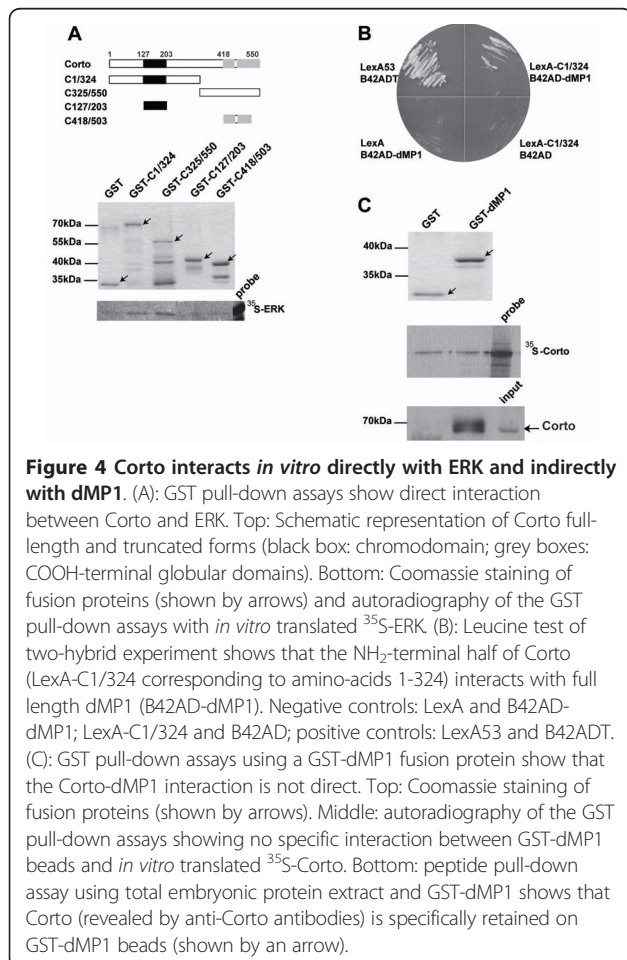 A
1 127 203 418 550
Corto
C1/324
C325/550
C127/203
C418/503
GST
GST-C1/324
GST-C325/550
GST-C127/203
GST-C418/503
70kDa
55kDa
40kDa
35kDa
probe
³⁵S-ERK
B
LexA53
B42ADT
LexA-C1/324
B42AD-dMP1
LexA
B42AD-dMP1
LexA-C1/324
B42AD
C
GST
GST-dMP1
40kDa
35kDa
probe
³⁵S-Corto
input
70kDa
Corto
Figure 4 Corto interacts in vitro directly with ERK and indirectly
with dMP1. (A): GST pull-down assays show direct interaction
between Corto and ERK. Top: Schematic representation of Corto full-
length and truncated forms (black box: chromodomain; grey boxes:
COOH-terminal globular domains). Bottom: Coomassie staining of
fusion proteins (shown by arrows) and autoradiography of the GST
pull-down assays with in vitro translated ³⁵S-ERK. (B): Leucine test of
two-hybrid experiment shows that the NH₂-terminal half of Corto
(LexA-C1/324 corresponding to amino-acids 1-324) interacts with full
length dMP1 (B42AD-dMP1). Negative controls: LexA and B42AD-
dMP1; LexA-C1/324 and B42AD; positive controls: LexA53 and B42ADT.
(C): GST pull-down assays using a GST-dMP1 fusion protein show that
the Corto-dMP1 interaction is not direct. Top: Coomassie staining of
fusion proteins (shown by arrows). Middle: autoradiography of the GST
pull-down assays showing no specific interaction between GST-dMP1
beads and in vitro translated ³⁵S-Corto. Bottom: peptide pull-down
assay using total embryonic protein extract and GST-dMP1 shows that
Corto (revealed by anti-Corto antibodies) is specifically retained on
GST-dMP1 beads (shown by an arrow).